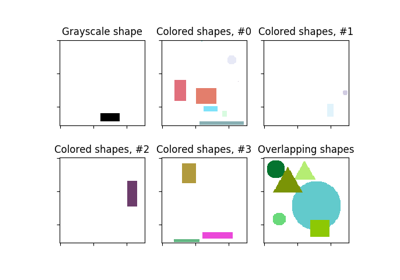 Grayscale shape
Colored shapes, #0
Colored shapes, #1
Colored shapes, #2
Colored shapes, #3
Overlapping shapes